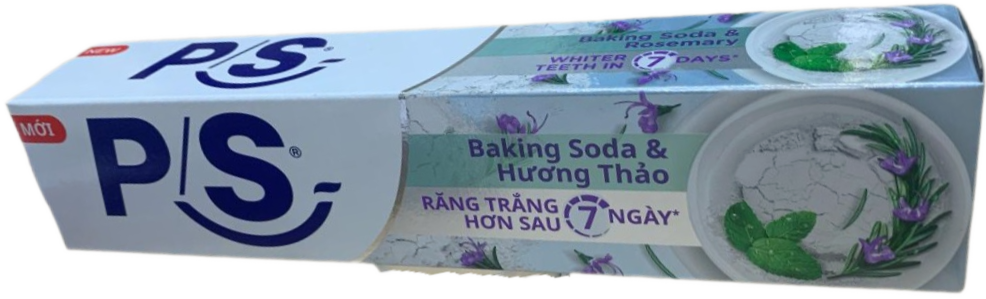 NEW
P/S
Baking Soda &
Rosemary
WHITER
TEETH IN 7 DAYS*
MỚI
P/S®
Baking Soda &
Hương Thảo
RĂNG TRẮNG
HƠN SAU 7 NGÀY*